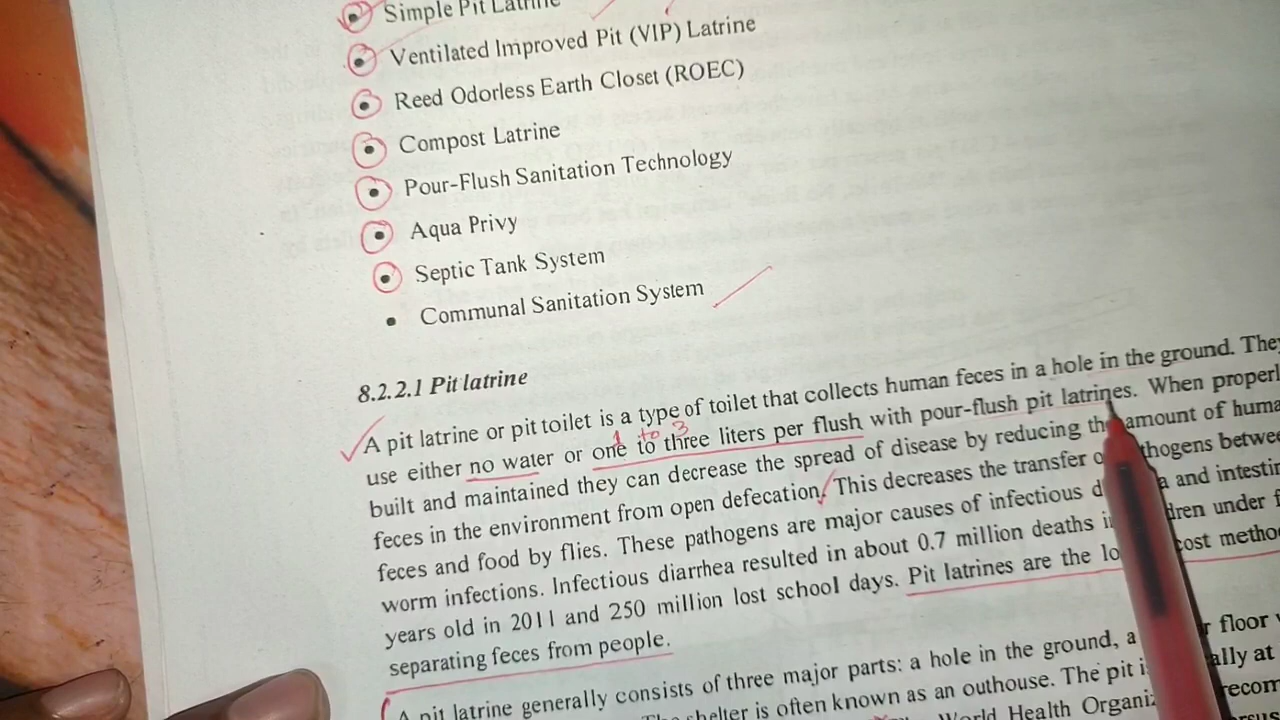 Simple Pit Latrine
Ventilated Improved Pit (VIP) Latrine
Reed Odorless Earth Closet (ROEC)
Compost Latrine
Pour-Flush Sanitation Technology
Aqua Privy
Septic Tank System
Communal Sanitation System
8.2.2.1 Pit latrine
A pit latrine or pit toilet is a type of toilet that collects human feces in a hole in the ground. They
1 to 3
use either no water or one to three liters per flush with pour-flush pit latrines. When properl
built and maintained they can decrease the spread of disease by reducing the amount of huma
feces in the environment from open defecation. This decreases the transfer o thogens betwee
feces and food by flies. These pathogens are major causes of infectious d a and intestin
worm infections. Infectious diarrhea resulted in about 0.7 million deaths i dren under f
years old in 2011 and 250 million lost school days. Pit latrines are the lo cost metho
separating feces from people.
A pit latrine generally consists of three major parts: a hole in the ground, a r floor
The shelter is often known as an outhouse. The pit i ally at
World Health Organiz recom